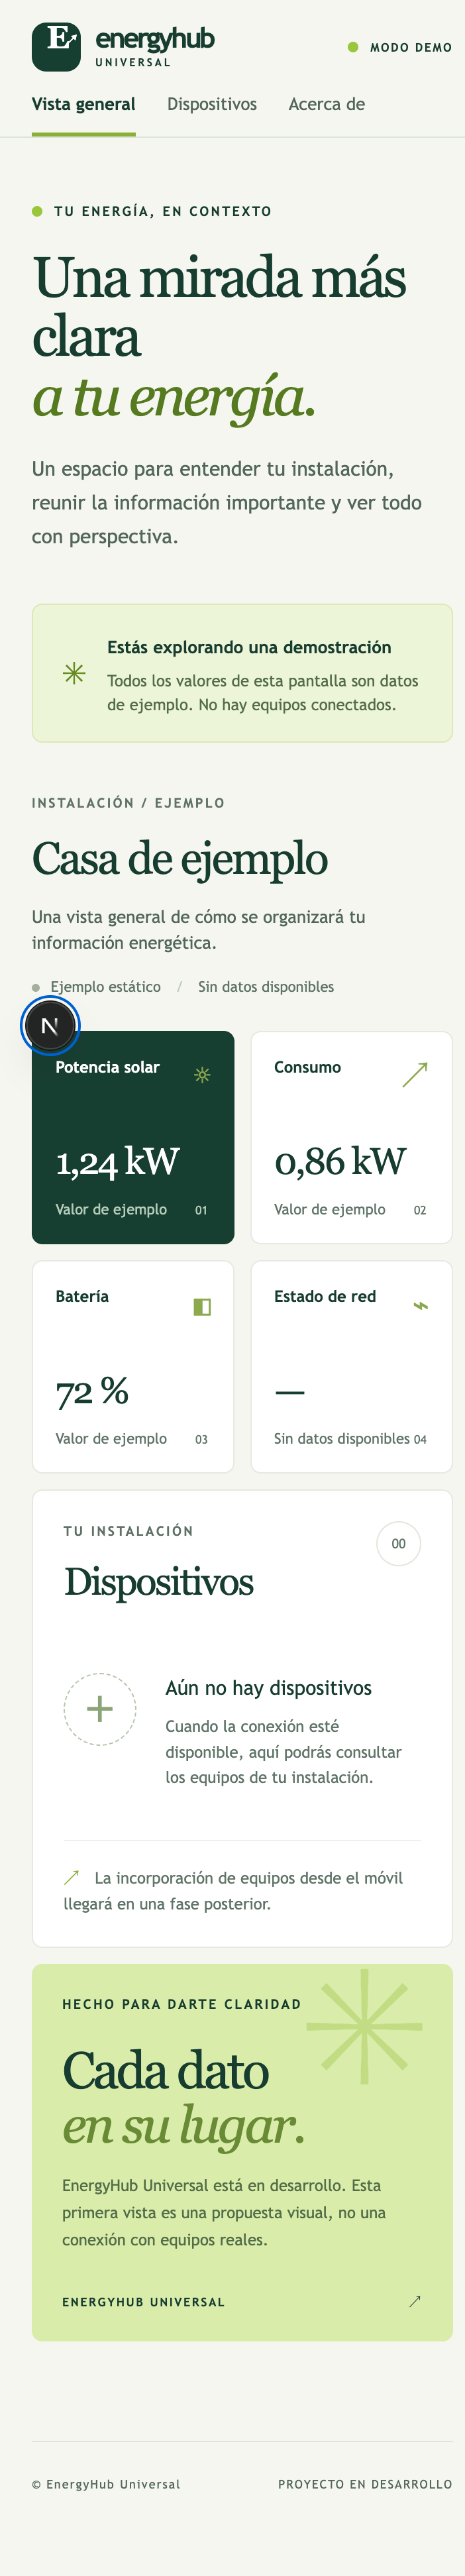 E
energyhub
UNIVERSAL
MODO DEMO
Vista general
Dispositivos
Acerca de
TU ENERGÍA, EN CONTEXTO
Una mirada más
clara
a tu energía.
Un espacio para entender tu instalación,
reunir la información importante y ver todo
con perspectiva.
Estás explorando una demostración
Todos los valores de esta pantalla son datos
de ejemplo. No hay equipos conectados.
INSTALACIÓN / EJEMPLO
Casa de ejemplo
Una vista general de cómo se organizará tu
información energética.
Ejemplo estático / Sin datos disponibles
N
Potencia solar
1,24 kW
Valor de ejemplo 01
Consumo
0,86 kW
Valor de ejemplo 02
Batería
72 %
Valor de ejemplo 03
Estado de red
—
Sin datos disponibles 04
TU INSTALACIÓN
00
Dispositivos
Aún no hay dispositivos
Cuando la conexión esté
disponible, aquí podrás consultar
los equipos de tu instalación.
La incorporación de equipos desde el móvil
llegará en una fase posterior.
HECHO PARA DARTE CLARIDAD
Cada dato
en su lugar.
EnergyHub Universal está en desarrollo. Esta
primera vista es una propuesta visual, no una
conexión con equipos reales.
ENERGYHUB UNIVERSAL
© EnergyHub Universal
PROYECTO EN DESARROLLO